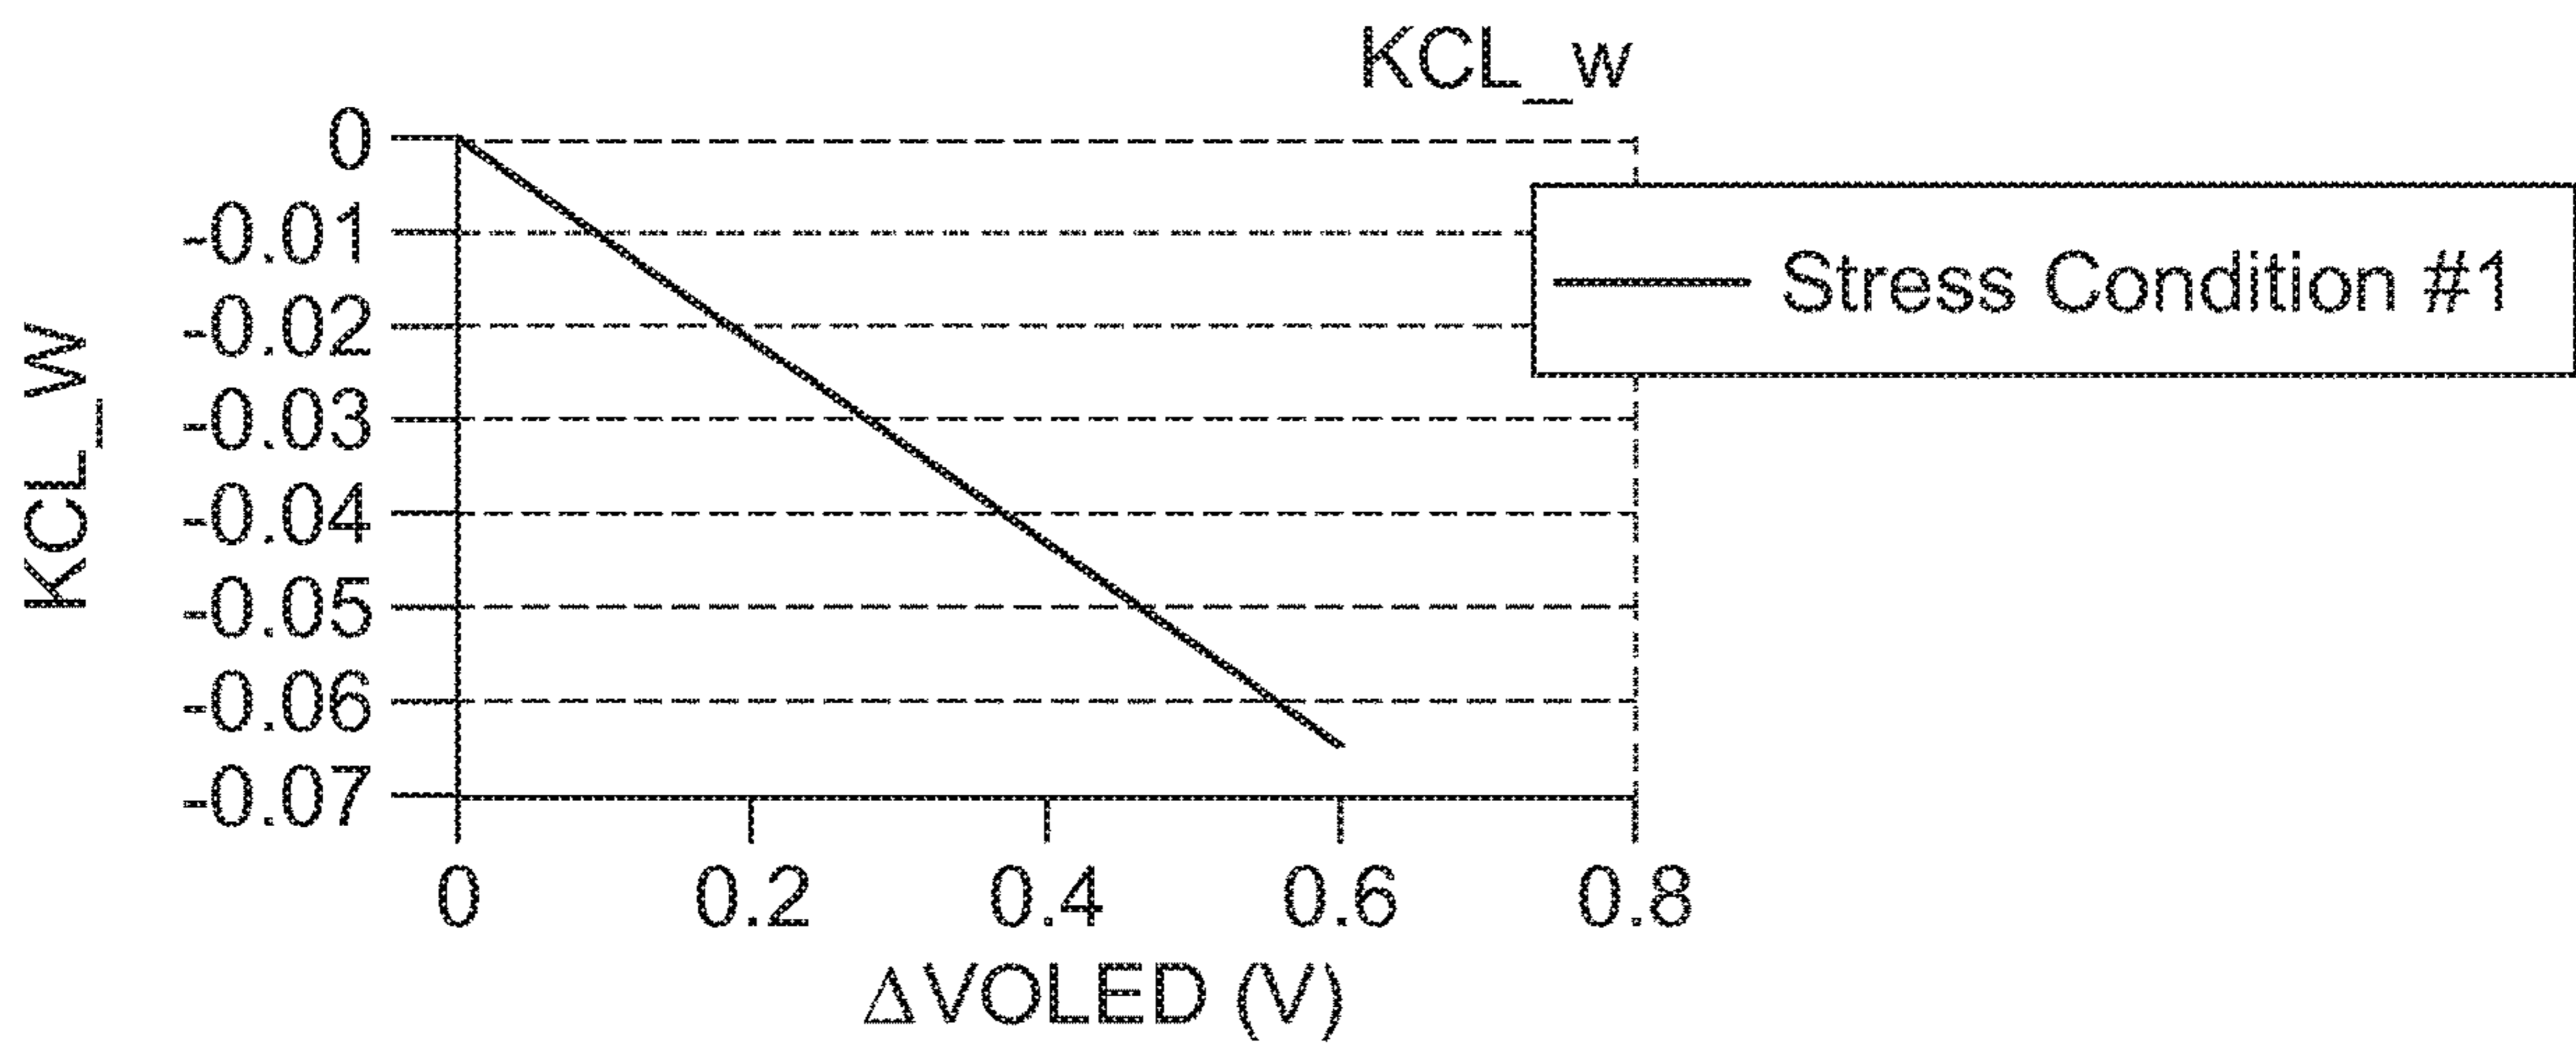 KCL_w
0
-0.01
-0.02
-0.03
-0.04
-0.05
-0.06
-0.07
KCL_W
Stress Condition #1
0 0.2 0.4 0.6 0.8
ΔVOLED (V)